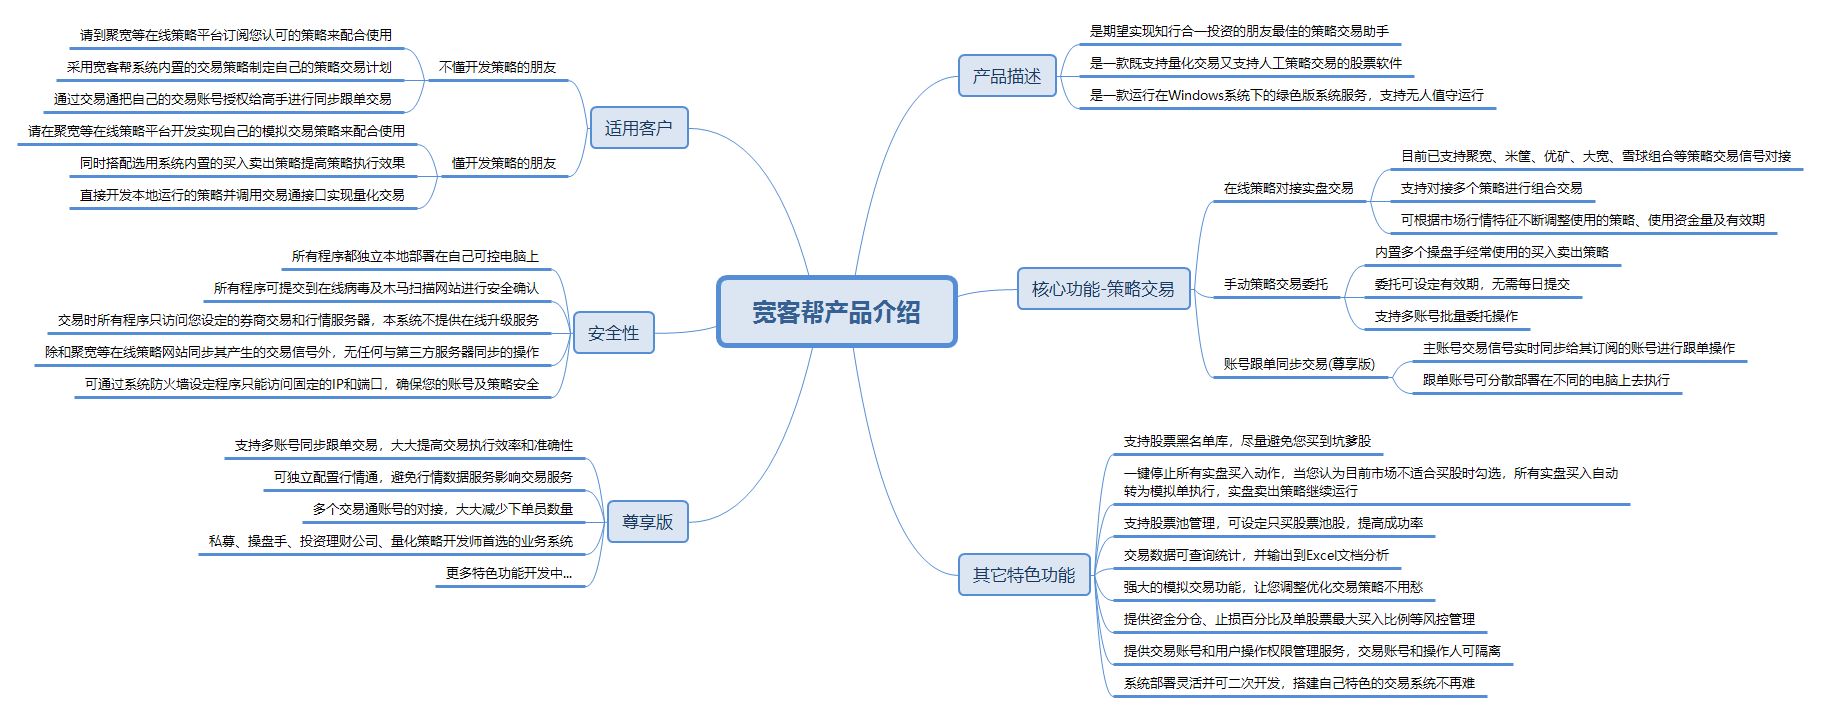 宽客帮产品介绍
产品描述
是期望实现知行合一投资的朋友最佳的策略交易助手
是一款既支持量化交易又支持人工策略交易的股票软件
是一款运行在Windows系统下的绿色版系统服务，支持无人值守运行
核心功能-策略交易
在线策略对接实盘交易
目前已支持聚宽、米筐、优矿、大宽、雪球组合等策略交易信号对接
支持对接多个策略进行组合交易
可根据市场行情特征不断调整使用的策略、使用资金量及有效期
手动策略交易委托
内置多个操盘手经常使用的买入卖出策略
委托可设定有效期，无需每日提交
支持多账号批量委托操作
账号跟单同步交易(尊享版)
主账号交易信号实时同步给其订阅的账号进行跟单操作
跟单账号可分散部署在不同的电脑上去执行
其它特色功能
支持股票黑名单库，尽量避免您买到坑爹股
一键停止所有实盘买入动作，当您认为目前市场不适合买股时勾选，所有实盘买入自动
转为模拟单执行，实盘卖出策略继续运行
支持股票池管理，可设定只买股票池股，提高成功率
交易数据可查询统计，并输出到Excel文档分析
强大的模拟交易功能，让您调整优化交易策略不用愁
提供资金分仓、止损百分比及单股票最大买入比例等风控管理
提供交易账号和用户操作权限管理服务，交易账号和操作人可隔离
系统部署灵活并可二次开发，搭建自己特色的交易系统不再难
适用客户
不懂开发策略的朋友
请到聚宽等在线策略平台订阅您认可的策略来配合使用
采用宽客帮系统内置的交易策略制定自己的策略交易计划
通过交易通把自己的交易账号授权给高手进行同步跟单交易
懂开发策略的朋友
请在聚宽等在线策略平台开发实现自己的模拟交易策略来配合使用
同时搭配选用系统内置的买入卖出策略提高策略执行效果
直接开发本地运行的策略并调用交易通接口实现量化交易
安全性
所有程序都独立本地部署在自己可控电脑上
所有程序可提交到在线病毒及木马扫描网站进行安全确认
交易时所有程序只访问您设定的券商交易和行情服务器，本系统不提供在线升级服务
除和聚宽等在线策略网站同步其产生的交易信号外，无任何与第三方服务器同步的操作
可通过系统防火墙设定程序只能访问固定的IP和端口，确保您的账号及策略安全
尊享版
支持多账号同步跟单交易，大大提高交易执行效率和准确性
可独立配置行情通，避免行情数据服务影响交易服务
多个交易通账号的对接，大大减少下单员数量
私募、操盘手、投资理财公司、量化策略开发师首选的业务系统
更多特色功能开发中...